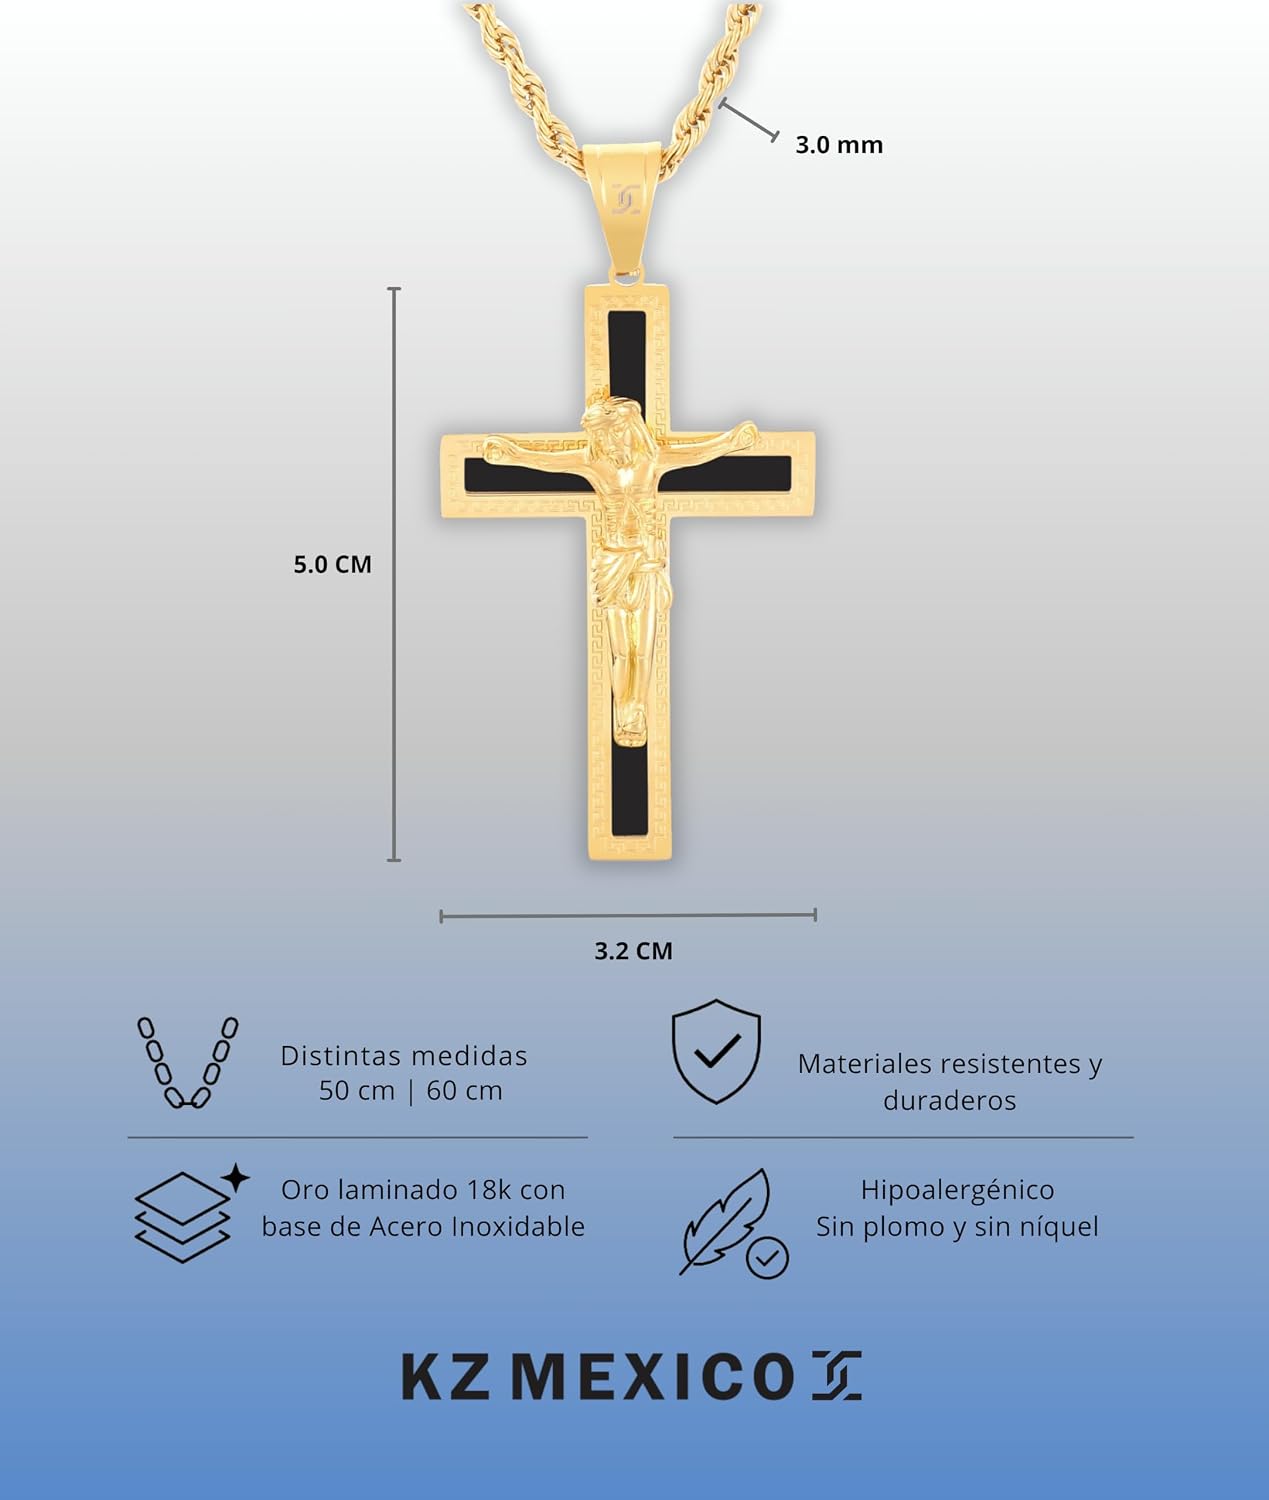 3.0 mm
5.0 CM
3.2 CM
Distintas medidas
50 cm | 60 cm
Materiales resistentes y
duraderos
Oro laminado 18k con
base de Acero Inoxidable
Hipoalergénico
Sin plomo y sin níquel
KZ MEXICO